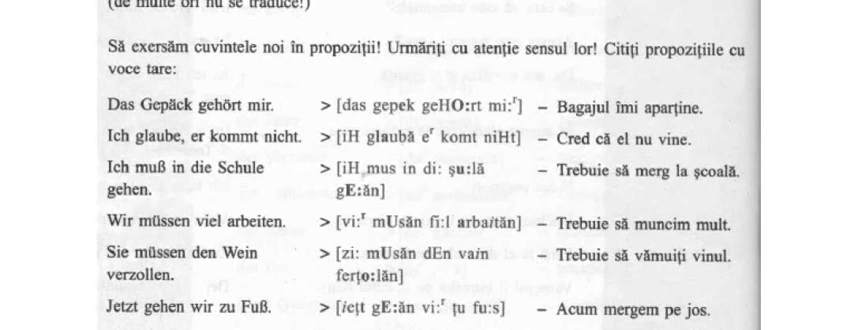 (de multe ori nu se traduce!)
Să exersăm cuvintele noi în propoziții! Urmăriți cu atenție sensul lor! Citiți propozițiile cu
voce tare:
Das Gepäck gehört mir. > [das gepek geHO:rt mi:ʳ] – Bagajul îmi aparține.
Ich glaube, er kommt nicht. > [iH glaubă eʳ komt niHt] – Cred că el nu vine.
Ich muß in die Schule > [iH mus in di: șu:lă – Trebuie să merg la școală.
gehen. gE:ăn]
Wir müssen viel arbeiten. > [vi:ʳ mUsăn fi:l arbaităn] – Trebuie să muncim mult.
Sie müssen den Wein > [zi: mUsăn dEn vain – Trebuie să vămuiți vinul.
verzollen. ferțo:lăn]
Jetzt gehen wir zu Fuß. > [iețt gE:ăn vi:ʳ țu fu:s] – Acum mergem pe jos.